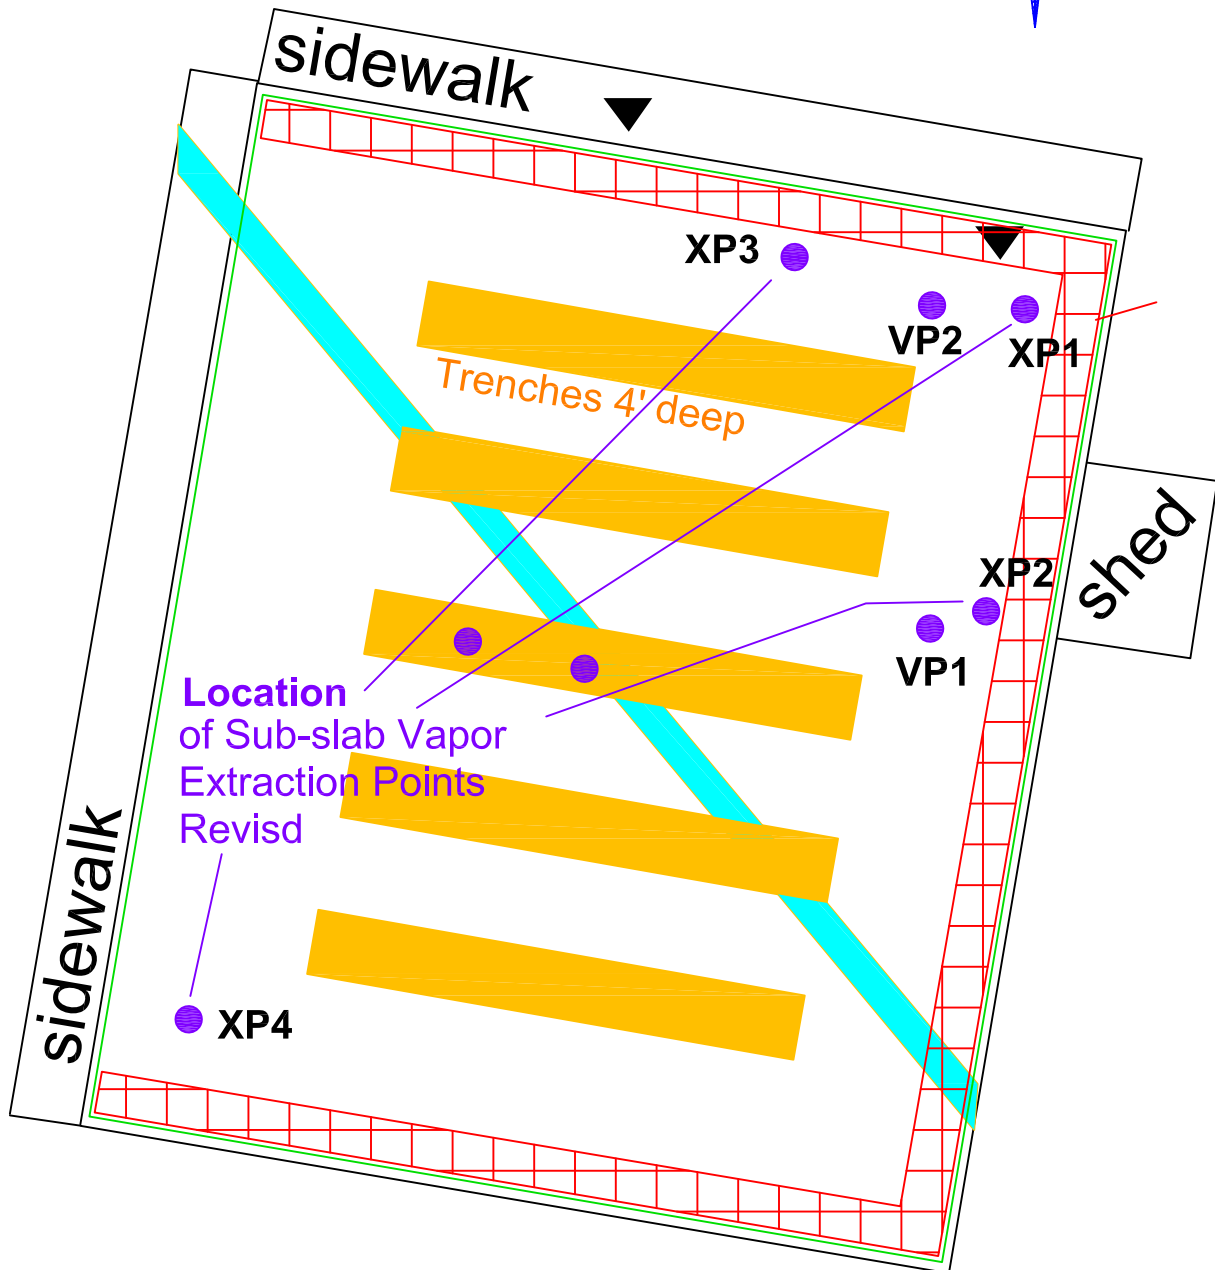 sidewalk
XP3
VP2
XP1
Trenches 4' deep
shed
XP2
VP1
Location
of Sub-slab Vapor
Extraction Points
Revisd
sidewalk
XP4